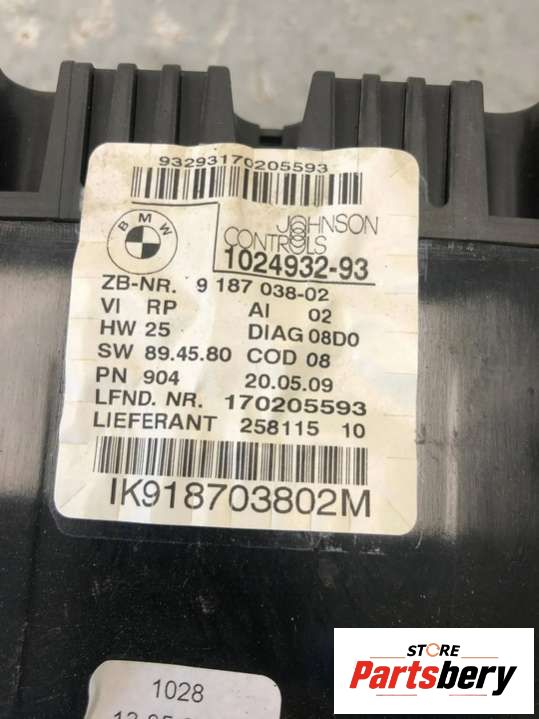 93293170205593
BMW
JOHNSON
CONTROLS
1024932-93
ZB-NR. 9 187 038-02
VI RP AI 02
HW 25 DIAG 08D0
SW 89.45.80 COD 08
PN 904 20.05.09
LFND. NR. 170205593
LIEFERANT 258115 10
IK918703802M
1028
STORE
Partsbery